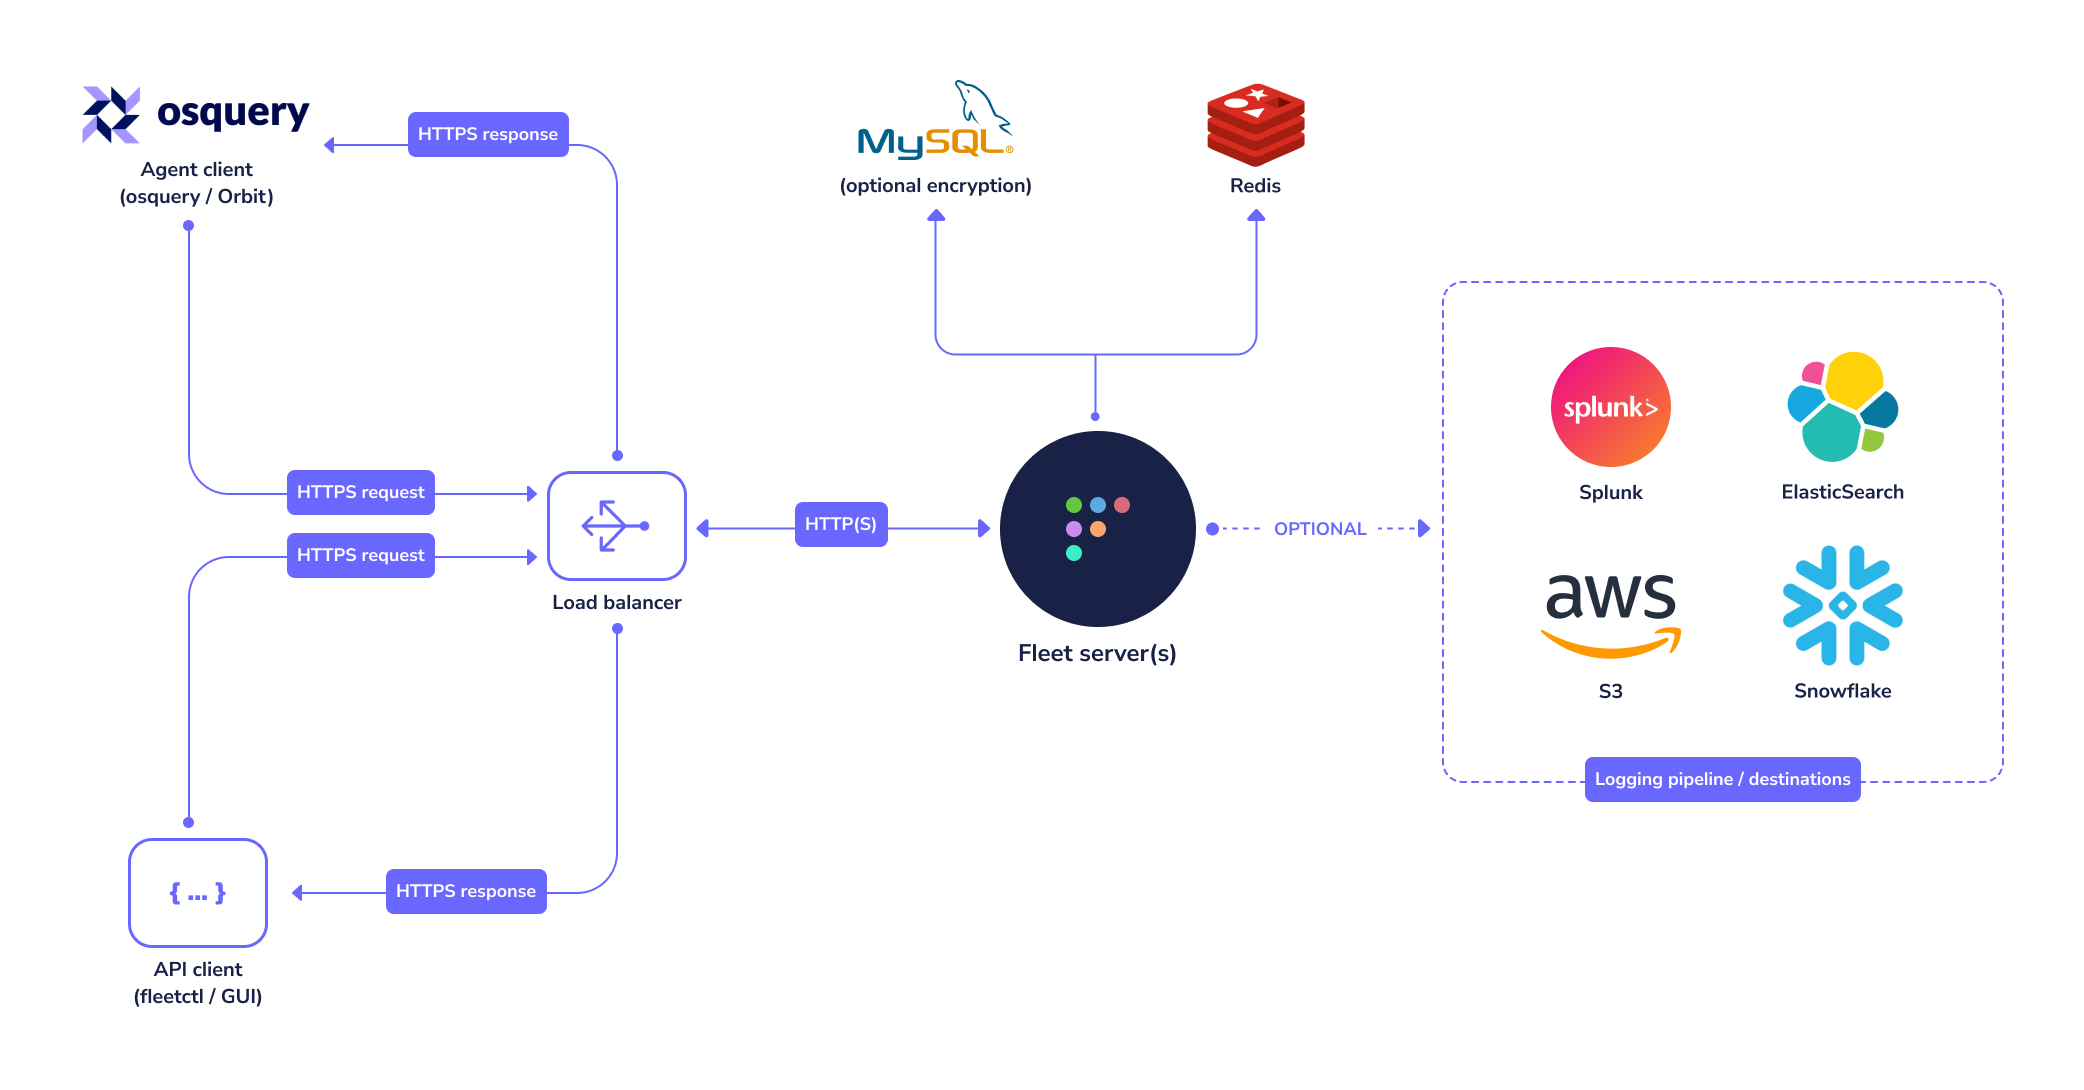 osquery
Agent client
(osquery / Orbit)
HTTPS response
MySQL®
(optional encryption)
Redis
HTTPS request
HTTPS request
Load balancer
HTTP(S)
Fleet server(s)
OPTIONAL
splunk>
Splunk
ElasticSearch
aws
S3
Snowflake
Logging pipeline / destinations
{ ... }
API client
(fleetctl / GUI)
HTTPS response